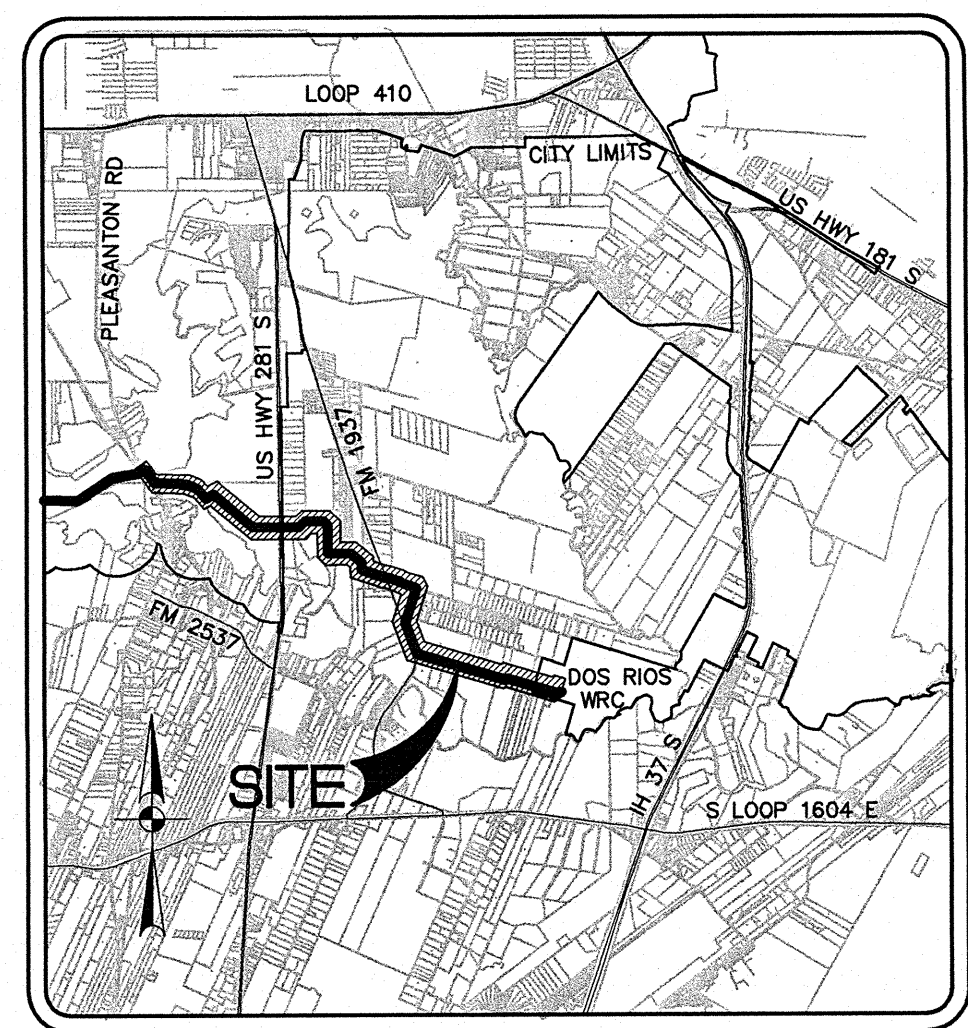 LOOP 410
CITY LIMITS
PLEASANTON RD
US HWY 181 S
US HWY 281 S
FM 1937
FM 2537
DOS RIOS
WRC
SITE
IH 37 S
S LOOP 1604 E